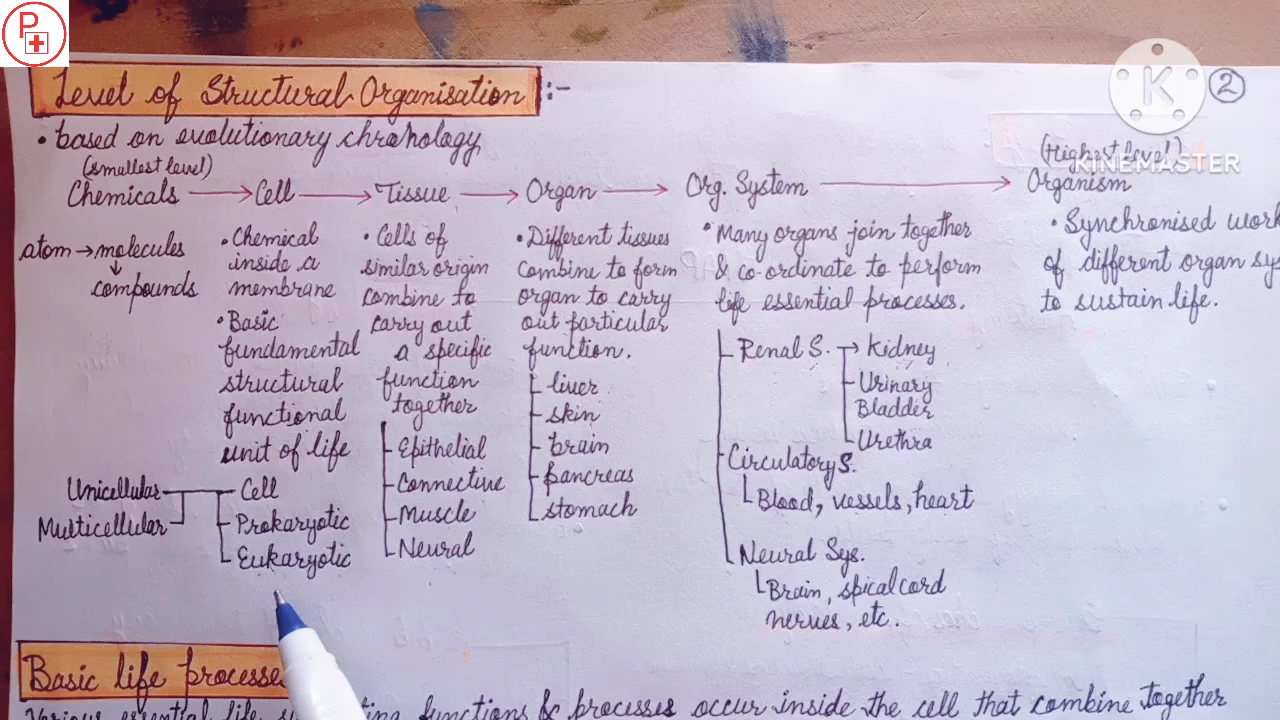 P
K
KINEMASTER
2
Level of Structural Organisation :-
• based on evolutionary chronology
(smallest level)
(Highest level)
Chemicals → Cell → Tissue → Organ → Org. System → Organism
atom → molecules
↓
compounds
• Chemical
inside a
membrane
• Basic
fundamental
structural
functional
unit of life
Unicellular
Multicellular
Cell
Prokaryotic
Eukaryotic
• Cells of
similar origin
combine to
carry out
a specific
function
together
Epithelial
Connective
Muscle
Neural
• Different tissues
combine to form
organ to carry
out particular
function.
liver
skin
brain
pancreas
stomach
• Many organs join together
& co-ordinate to perform
life essential processes.
Renal S. → Kidney
Urinary
Bladder
Urethra
Circulatory S.
Blood, vessels, heart
Neural Sys.
Brain, spical cord
nerves, etc.
• Synchronised work
of different organ sys
to sustain life.
Basic life processes
Various essential life functions & processes occur inside the cell that combine together